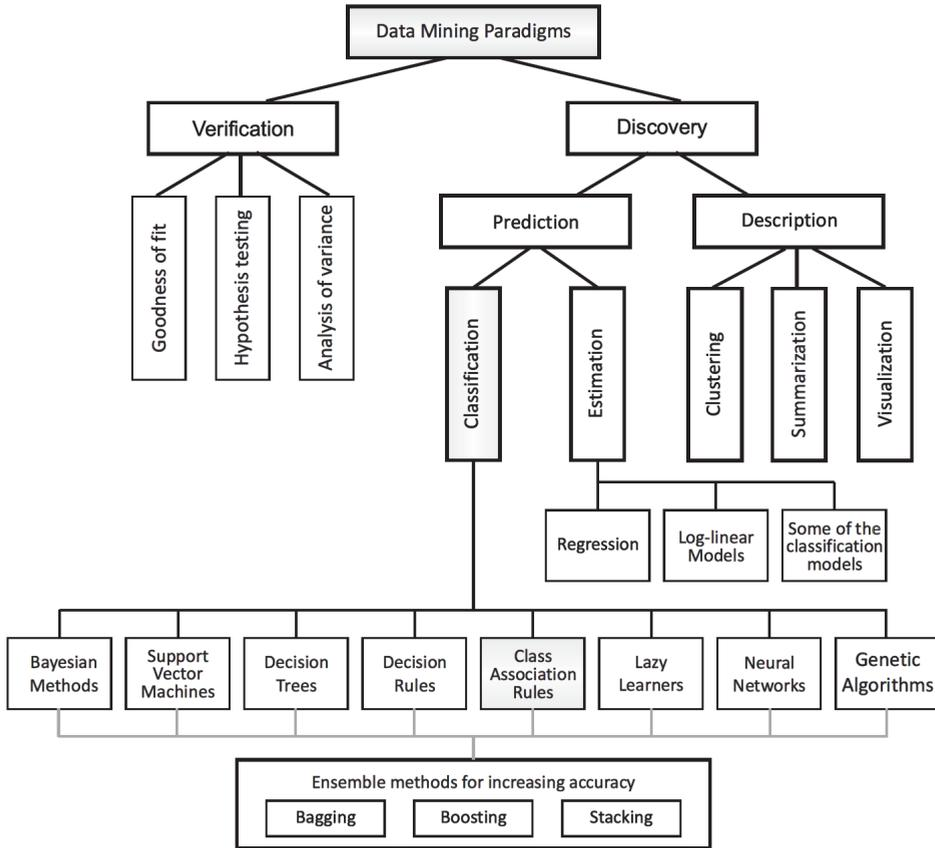 Data Mining Paradigms
Verification
Discovery
Goodness of fit
Hypothesis testing
Analysis of variance
Prediction
Description
Classification
Estimation
Clustering
Summarization
Visualization
Regression
Log-linear
Models
Some of the
classification
models
Bayesian
Methods
Support
Vector
Machines
Decision
Trees
Decision
Rules
Class
Association
Rules
Lazy
Learners
Neural
Networks
Genetic
Algorithms
Ensemble methods for increasing accuracy
Bagging
Boosting
Stacking